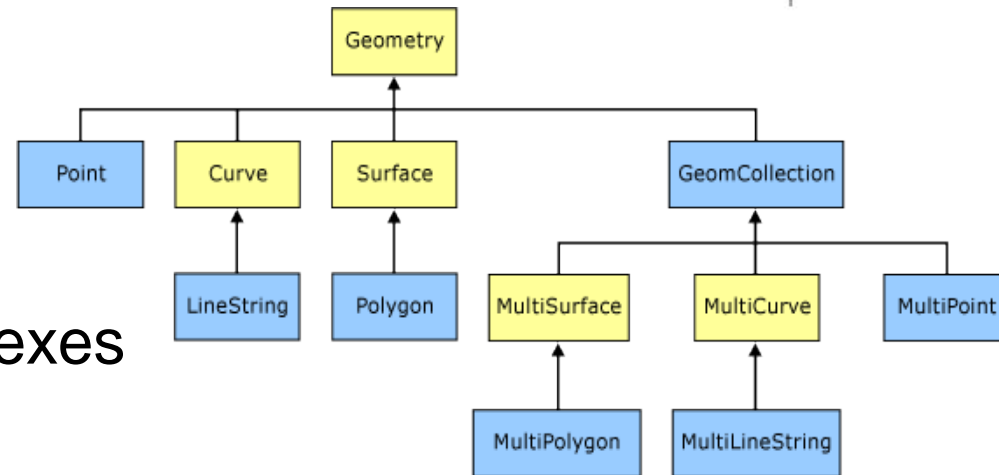 Geometry
Point
Curve
Surface
GeomCollection
LineString
Polygon
MultiSurface
MultiCurve
MultiPoint
exes
MultiPolygon
MultiLineString